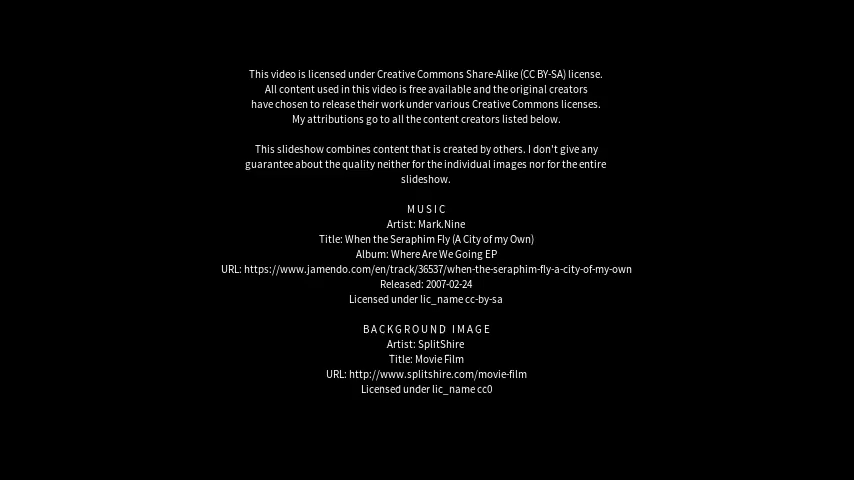 This video is licensed under Creative Commons Share-Alike (CC BY-SA) license.
All content used in this video is free available and the original creators
have chosen to release their work under various Creative Commons licenses.
My attributions go to all the content creators listed below.
This slideshow combines content that is created by others. I don't give any
guarantee about the quality neither for the individual images nor for the entire
slideshow.
MUSIC
Artist: Mark.Nine
Title: When the Seraphim Fly (A City of my Own)
Album: Where Are We Going EP
URL: https://www.jamendo.com/en/track/36537/when-the-seraphim-fly-a-city-of-my-own
Released: 2007-02-24
Licensed under lic_name cc-by-sa
BACKGROUND IMAGE
Artist: SplitShire
Title: Movie Film
URL: http://www.splitshire.com/movie-film
Licensed under lic_name cc0